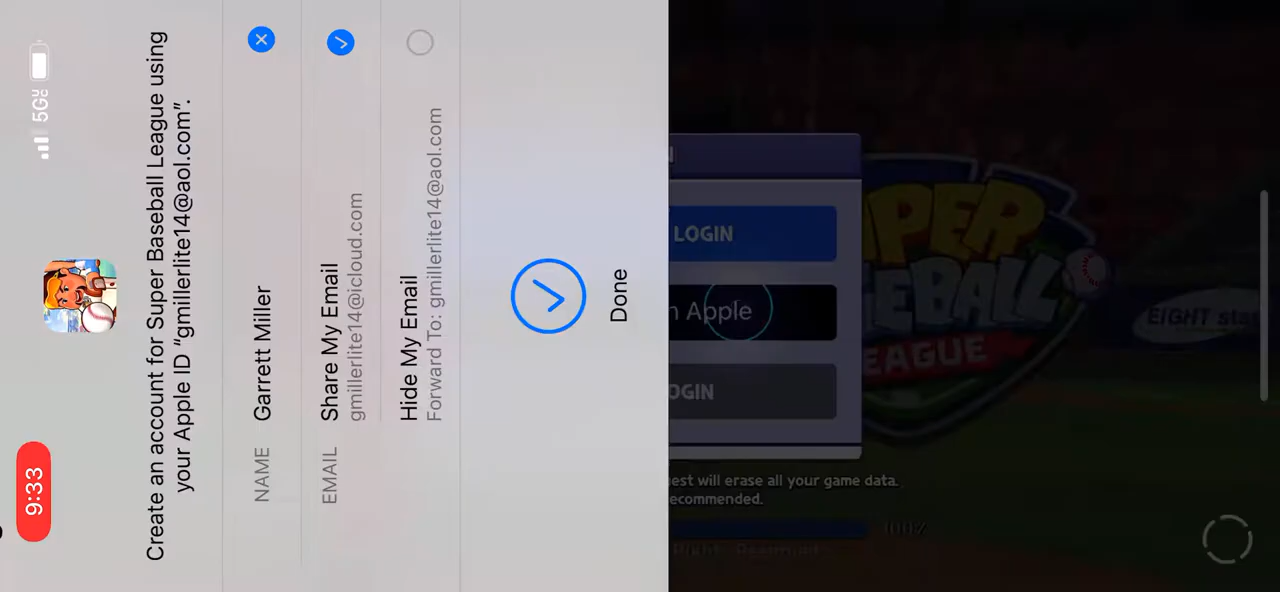 9:33
5G
Create an account for Super Baseball League using
your Apple ID “gmillerlite14@aol.com”.
NAME
Garrett Miller
EMAIL
Share My Email
gmillerlite14@icloud.com
Hide My Email
Forward To: gmillerlite14@aol.com
Done
LOGIN
Apple
EIGHT
LEAGUE
est will erase all your game data.
ecommended.
100%